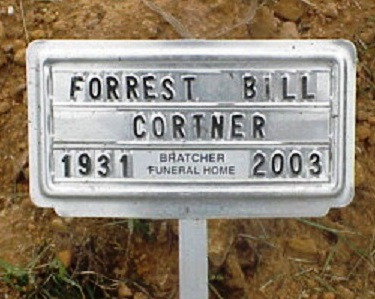 FORREST BILL
CORTNER
1931 BRATCHER FUNERAL HOME 2003